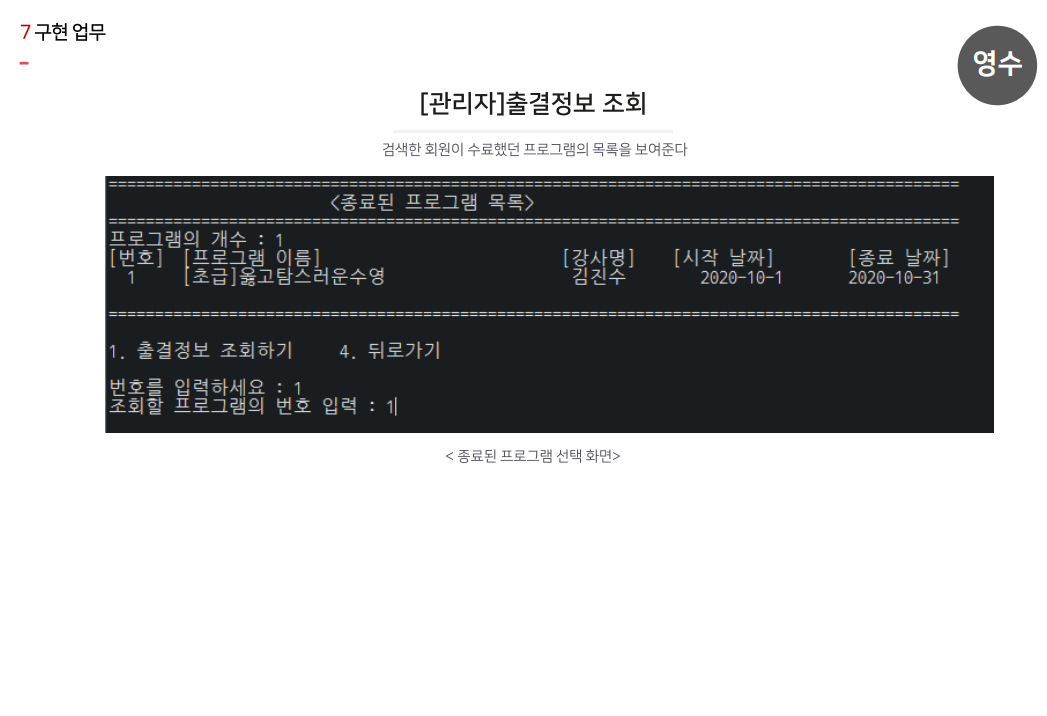 7 구현 업무
영수
[관리자]출결정보 조회
검색한 회원이 수료했던 프로그램의 목록을 보여준다
============================================================================================
<종료된 프로그램 목록>
============================================================================================
프로그램의 개수 : 1
[번호] [프로그램 이름] [강사명] [시작 날짜] [종료 날짜]
1 [초급]옳고탐스러운수영 김진수 2020-10-1 2020-10-31
============================================================================================
1. 출결정보 조회하기 4. 뒤로가기
번호를 입력하세요 : 1
조회할 프로그램의 번호 입력 : 1
< 종료된 프로그램 선택 화면>